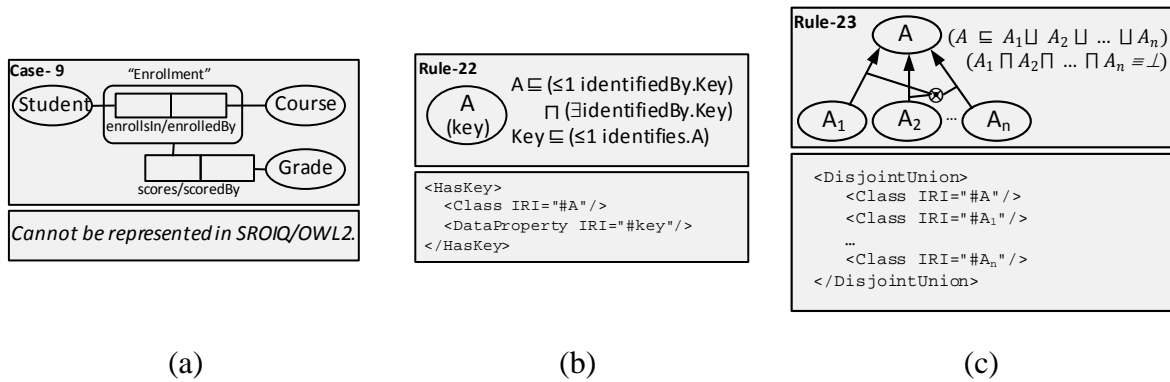 Case- 9
"Enrollment"
Student
Course
enrollsIn/enrolledBy
Grade
scores/scoredBy
Cannot be represented in SROIQ/OWL2.
(a)
Rule-22
A
(key)
A ⊑ (≤1 identifiedBy.Key)
⊓ (∃identifiedBy.Key)
Key ⊑ (≤1 identifies.A)
<HasKey>
<Class IRI="#A"/>
<DataProperty IRI="#key"/>
</HasKey>
(b)
Rule-23
A
(A ⊑ A₁⊔ A₂ ⊔ … ⊔ Aₙ)
(A₁ ⊓ A₂⊓ … ⊓ Aₙ ≡⊥)
A₁ A₂ ... Aₙ
<DisjointUnion>
<Class IRI="#A"/>
<Class IRI="#A₁"/>
…
<Class IRI="#Aₙ"/>
</DisjointUnion>
(c)